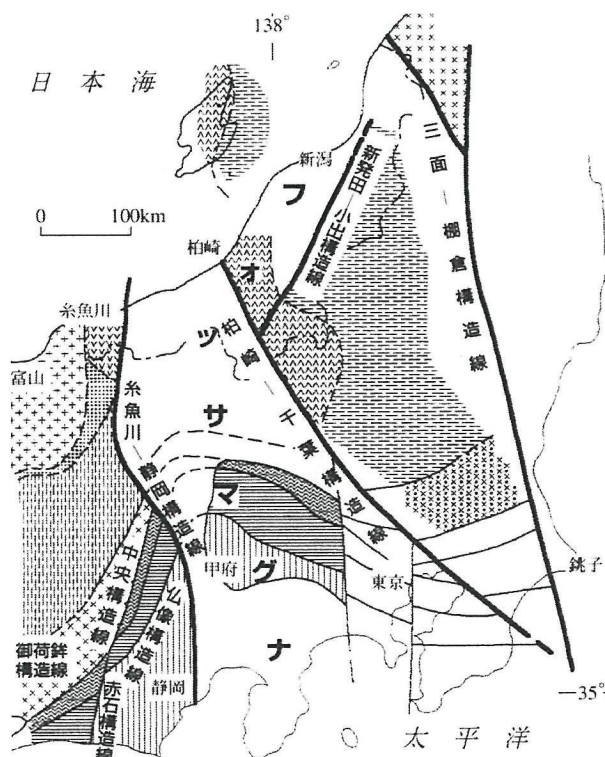 138°
日本海
三面―棚倉構造線
新潟
新発田―小出構造線
フ
0 100km
柏崎
オ
糸魚川
ツ
柏崎―千葉構造線
富山
糸魚川―静岡構造線
サ
マ
中央構造線
甲府
グ
東京
銚子
仏像構造線
御荷鉾
構造線
ナ
静岡
赤石構造線
―35°
太平洋